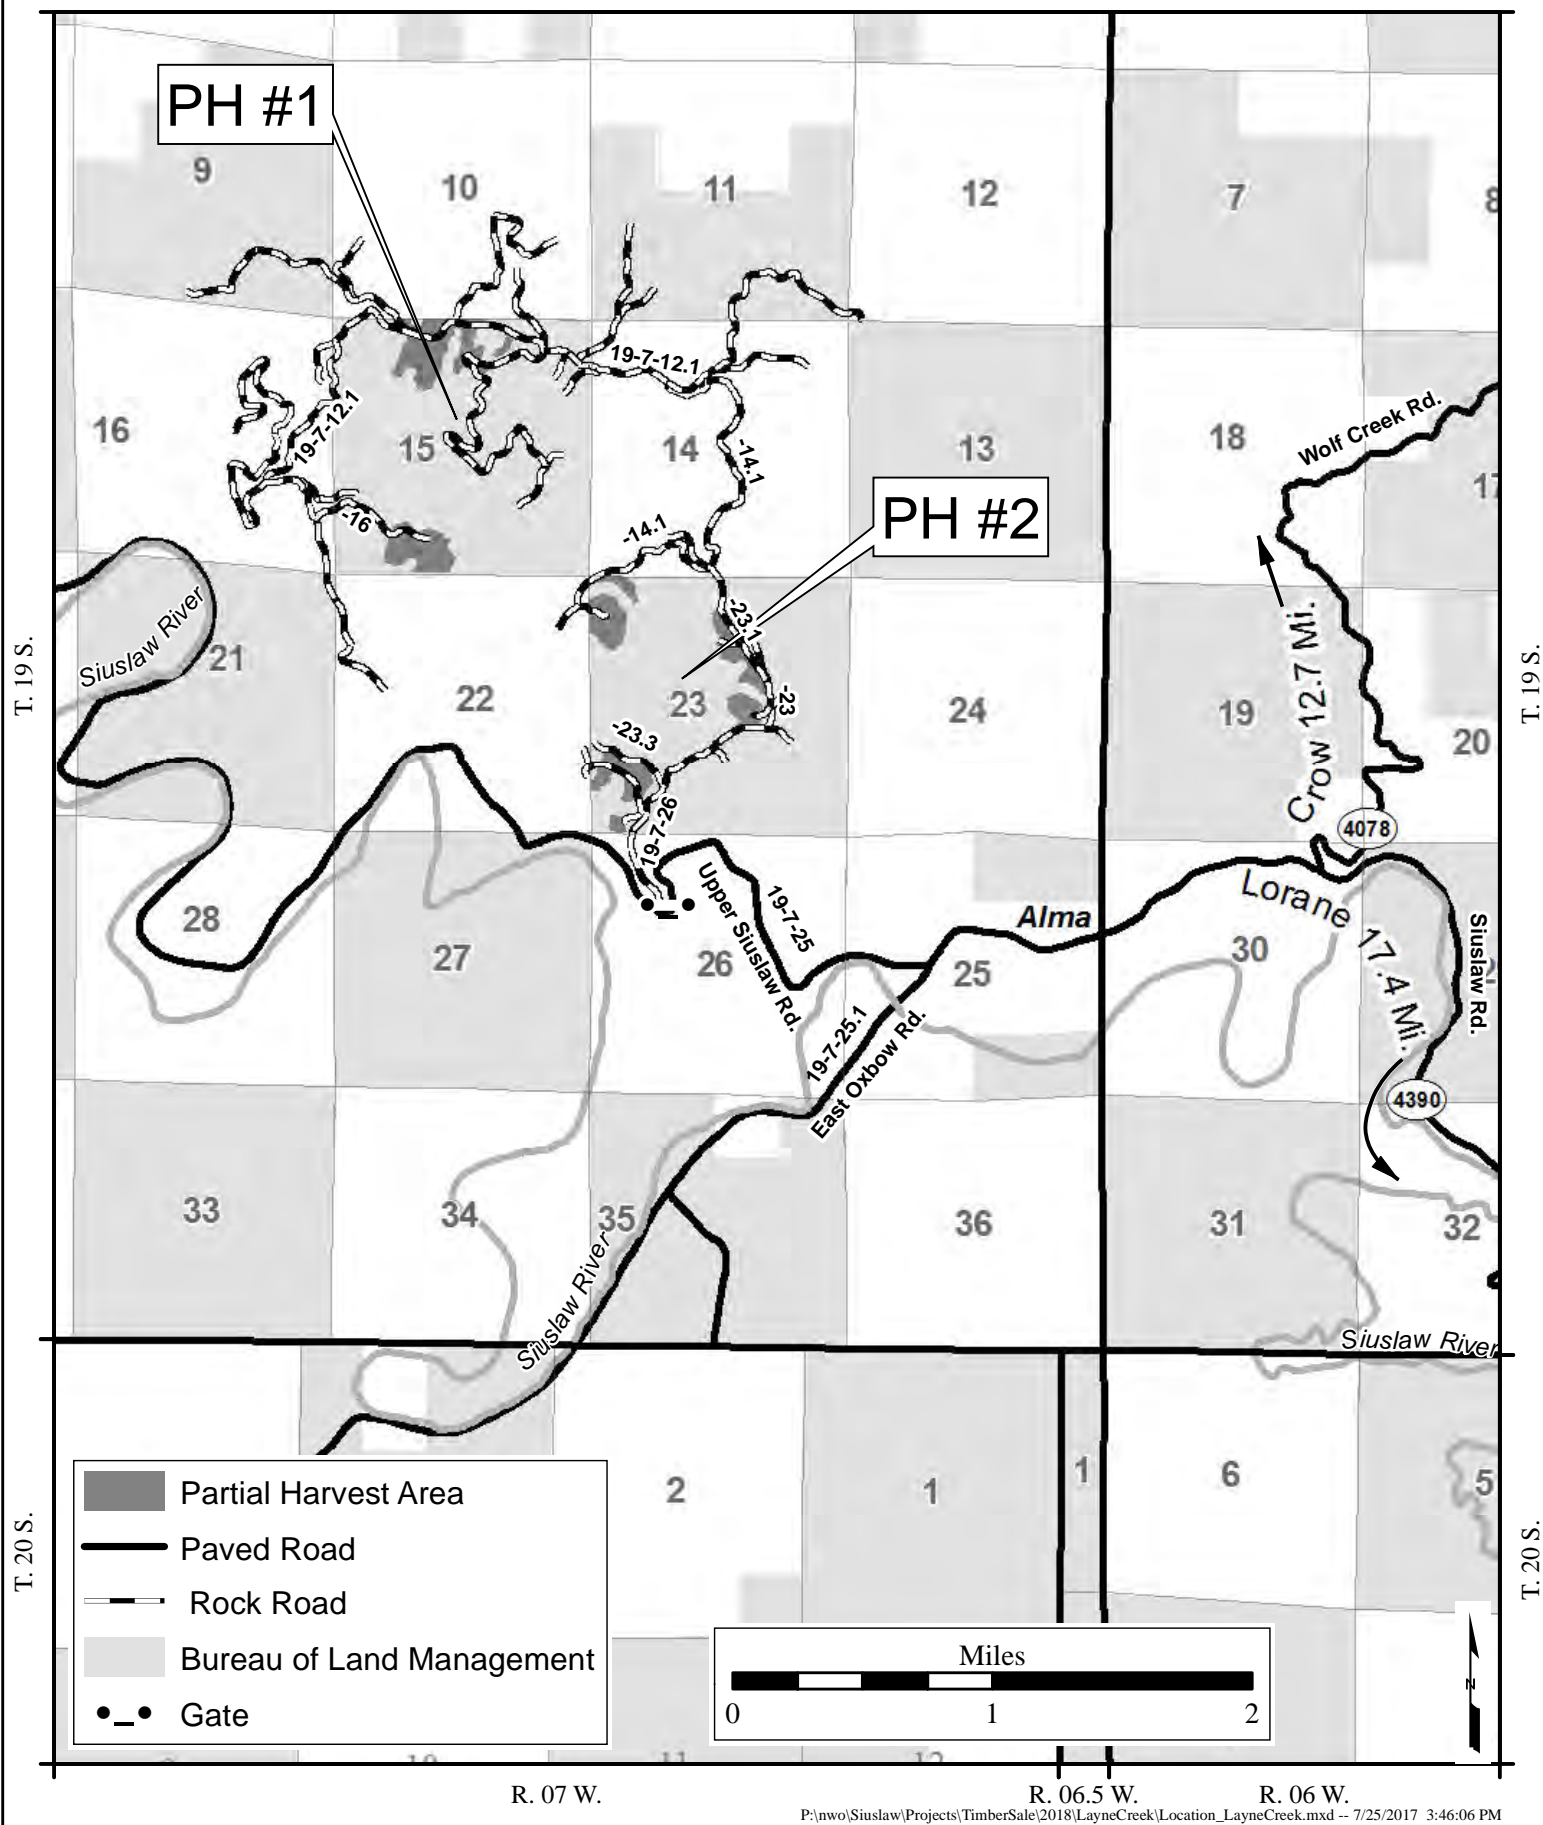 PH #1
9
10
11
12
7
8
19-7-12.1
16
19-7-12.1
15
14
-14.1
13
18
Wolf Creek Rd.
17
-16
-14.1
PH #2
T. 19 S.
Siuslaw River
21
22
-23.1
23
-23
24
19
Crow 12.7 Mi.
20
T. 19 S.
-23.3
19-7-26
4078
28
27
Upper Siuslaw Rd.
19-7-25
26
Alma
25
Lorane 17.4 Mi.
30
Siuslaw Rd.
2
19-7-25.1
East Oxbow Rd.
4390
33
34
35
36
31
32
Siuslaw River
Siuslaw River
2
1
1
6
5
T. 20 S.
T. 20 S.
Partial Harvest Area
Paved Road
Rock Road
Bureau of Land Management
Gate
Miles
0 1 2
N
10
11
12
R. 07 W.
R. 06.5 W.
R. 06 W.
P:\nwo\Siuslaw\Projects\TimberSale\2018\LayneCreek\Location_LayneCreek.mxd -- 7/25/2017 3:46:06 PM